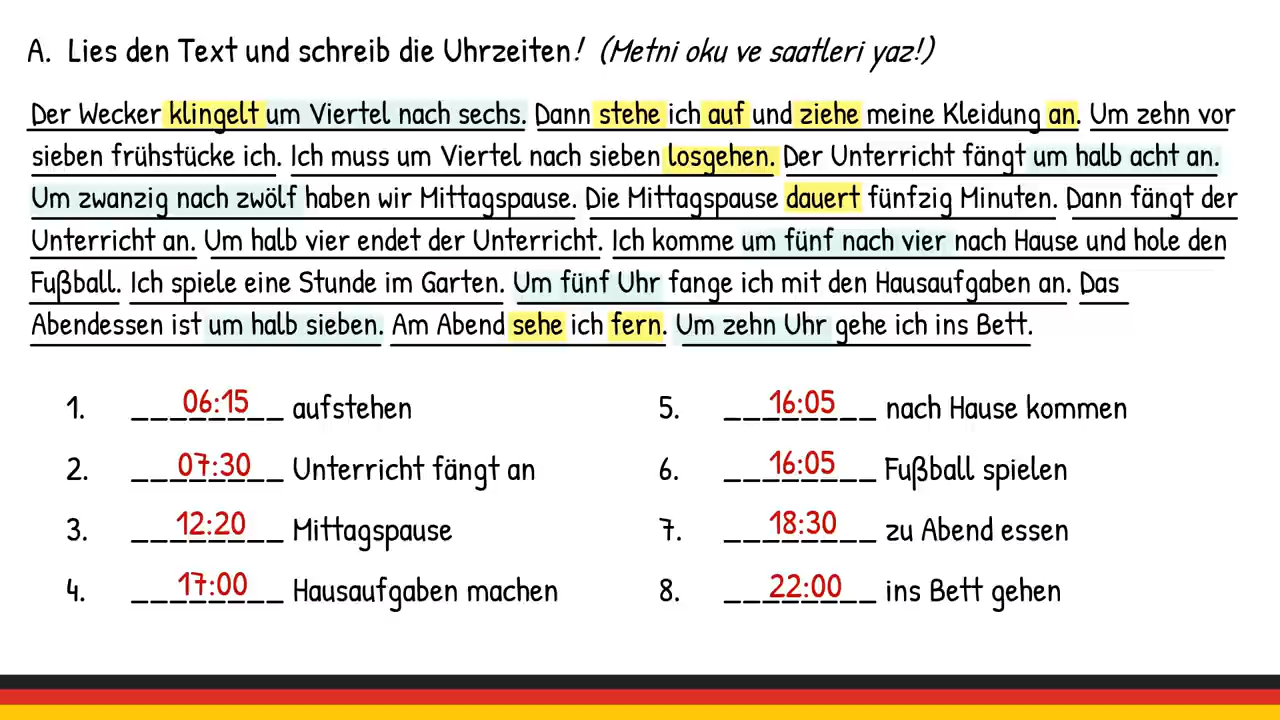 A. Lies den Text und schreib die Uhrzeiten! (Metni oku ve saatleri yaz!)
Der Wecker klingelt um Viertel nach sechs. Dann stehe ich auf und ziehe meine Kleidung an. Um zehn vor
sieben frühstücke ich. Ich muss um Viertel nach sieben losgehen. Der Unterricht fängt um halb acht an.
Um zwanzig nach zwölf haben wir Mittagspause. Die Mittagspause dauert fünfzig Minuten. Dann fängt der
Unterricht an. Um halb vier endet der Unterricht. Ich komme um fünf nach vier nach Hause und hole den
Fußball. Ich spiele eine Stunde im Garten. Um fünf Uhr fange ich mit den Hausaufgaben an. Das
Abendessen ist um halb sieben. Am Abend sehe ich fern. Um zehn Uhr gehe ich ins Bett.
1. 06:15 aufstehen
2. 07:30 Unterricht fängt an
3. 12:20 Mittagspause
4. 17:00 Hausaufgaben machen
5. 16:05 nach Hause kommen
6. 16:05 Fußball spielen
7. 18:30 zu Abend essen
8. 22:00 ins Bett gehen